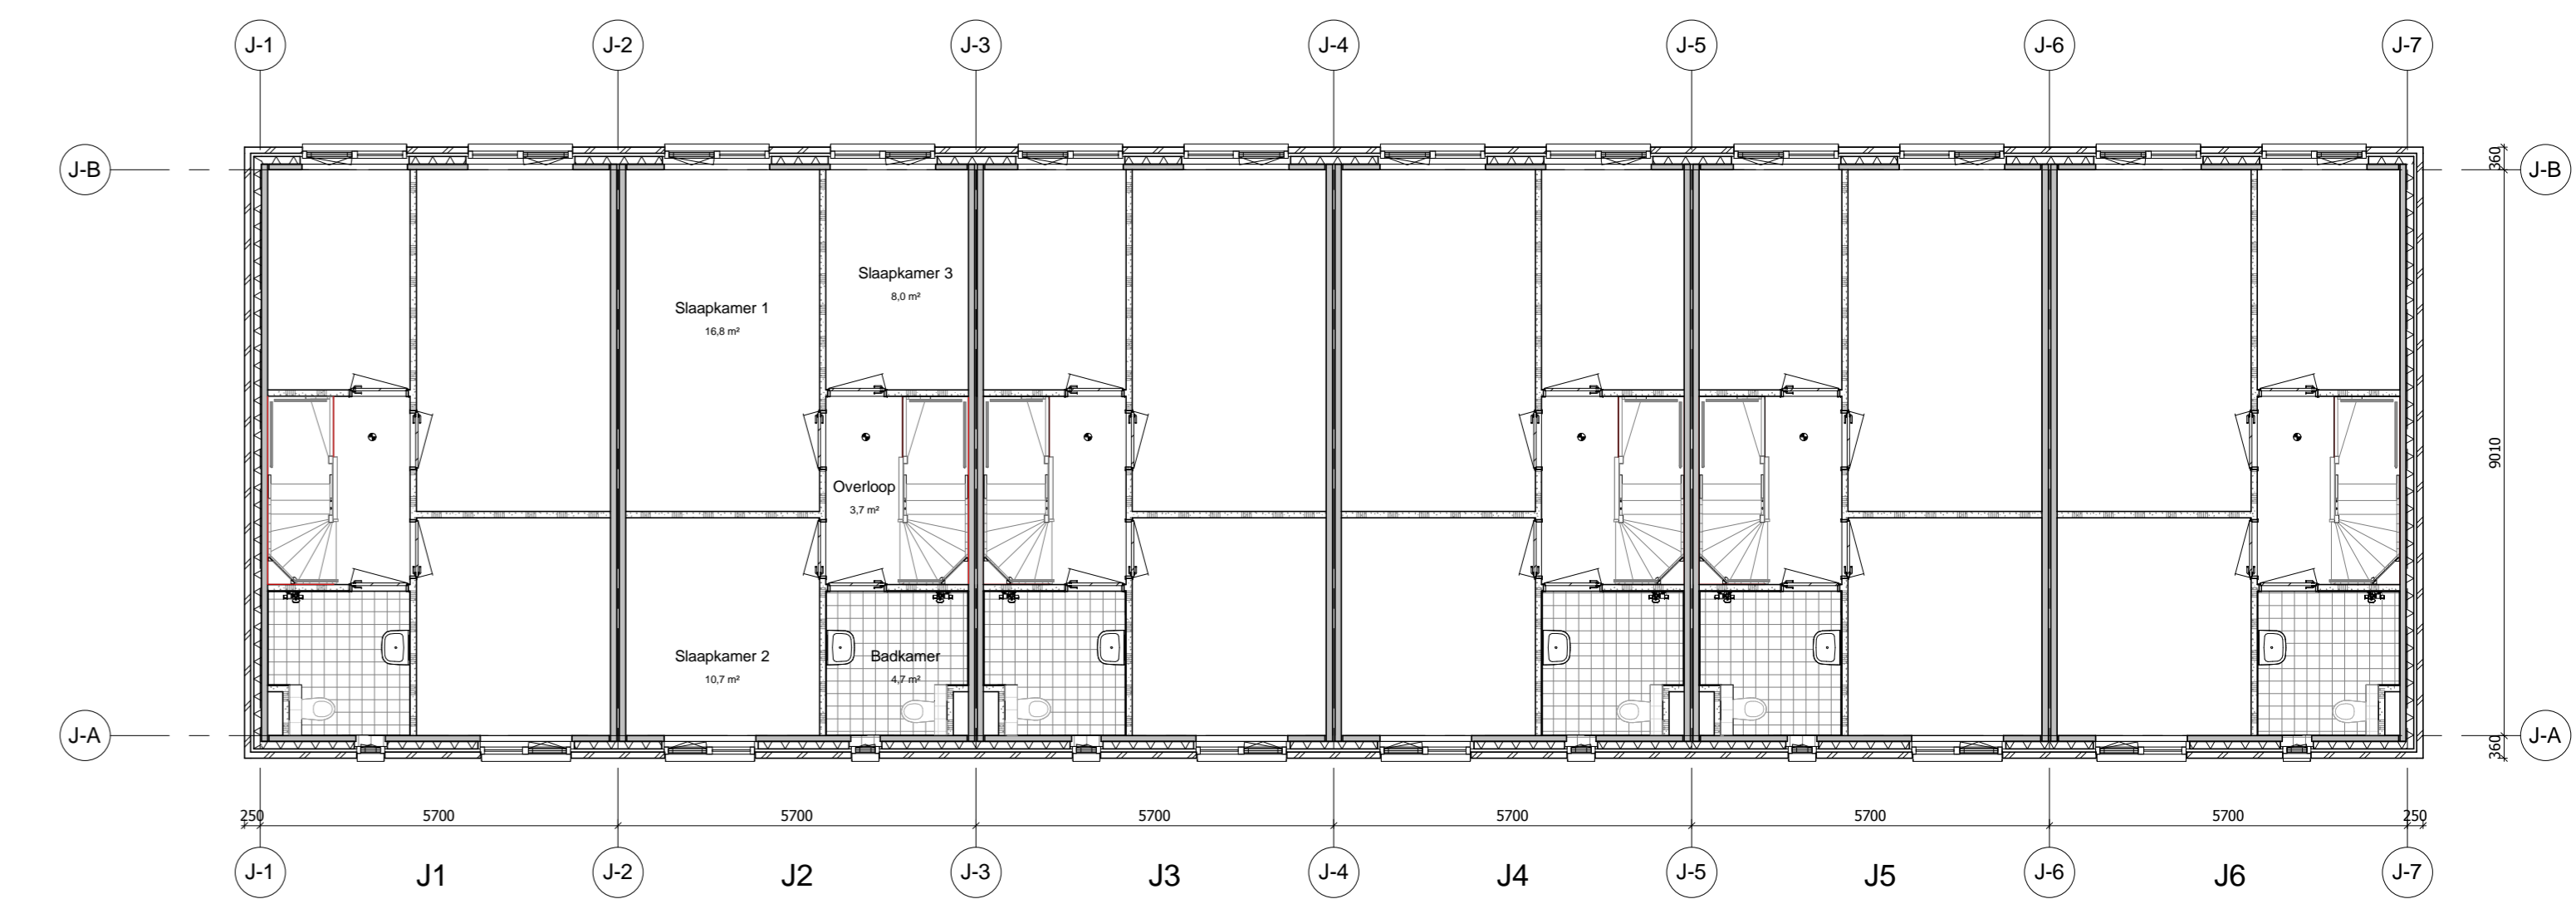 J-1 J-2 J-3 J-4 J-5 J-6 J-7
J-B J-B
360
Slaapkamer 3
8,0 m²
Slaapkamer 1
16,8 m²
9010
Overloop
3,7 m²
Slaapkamer 2
10,7 m²
Badkamer
4,7 m²
J-A J-A
360
250 5700 5700 5700 5700 5700 5700 250
J-1 J1 J-2 J2 J-3 J3 J-4 J4 J-5 J5 J-6 J6 J-7